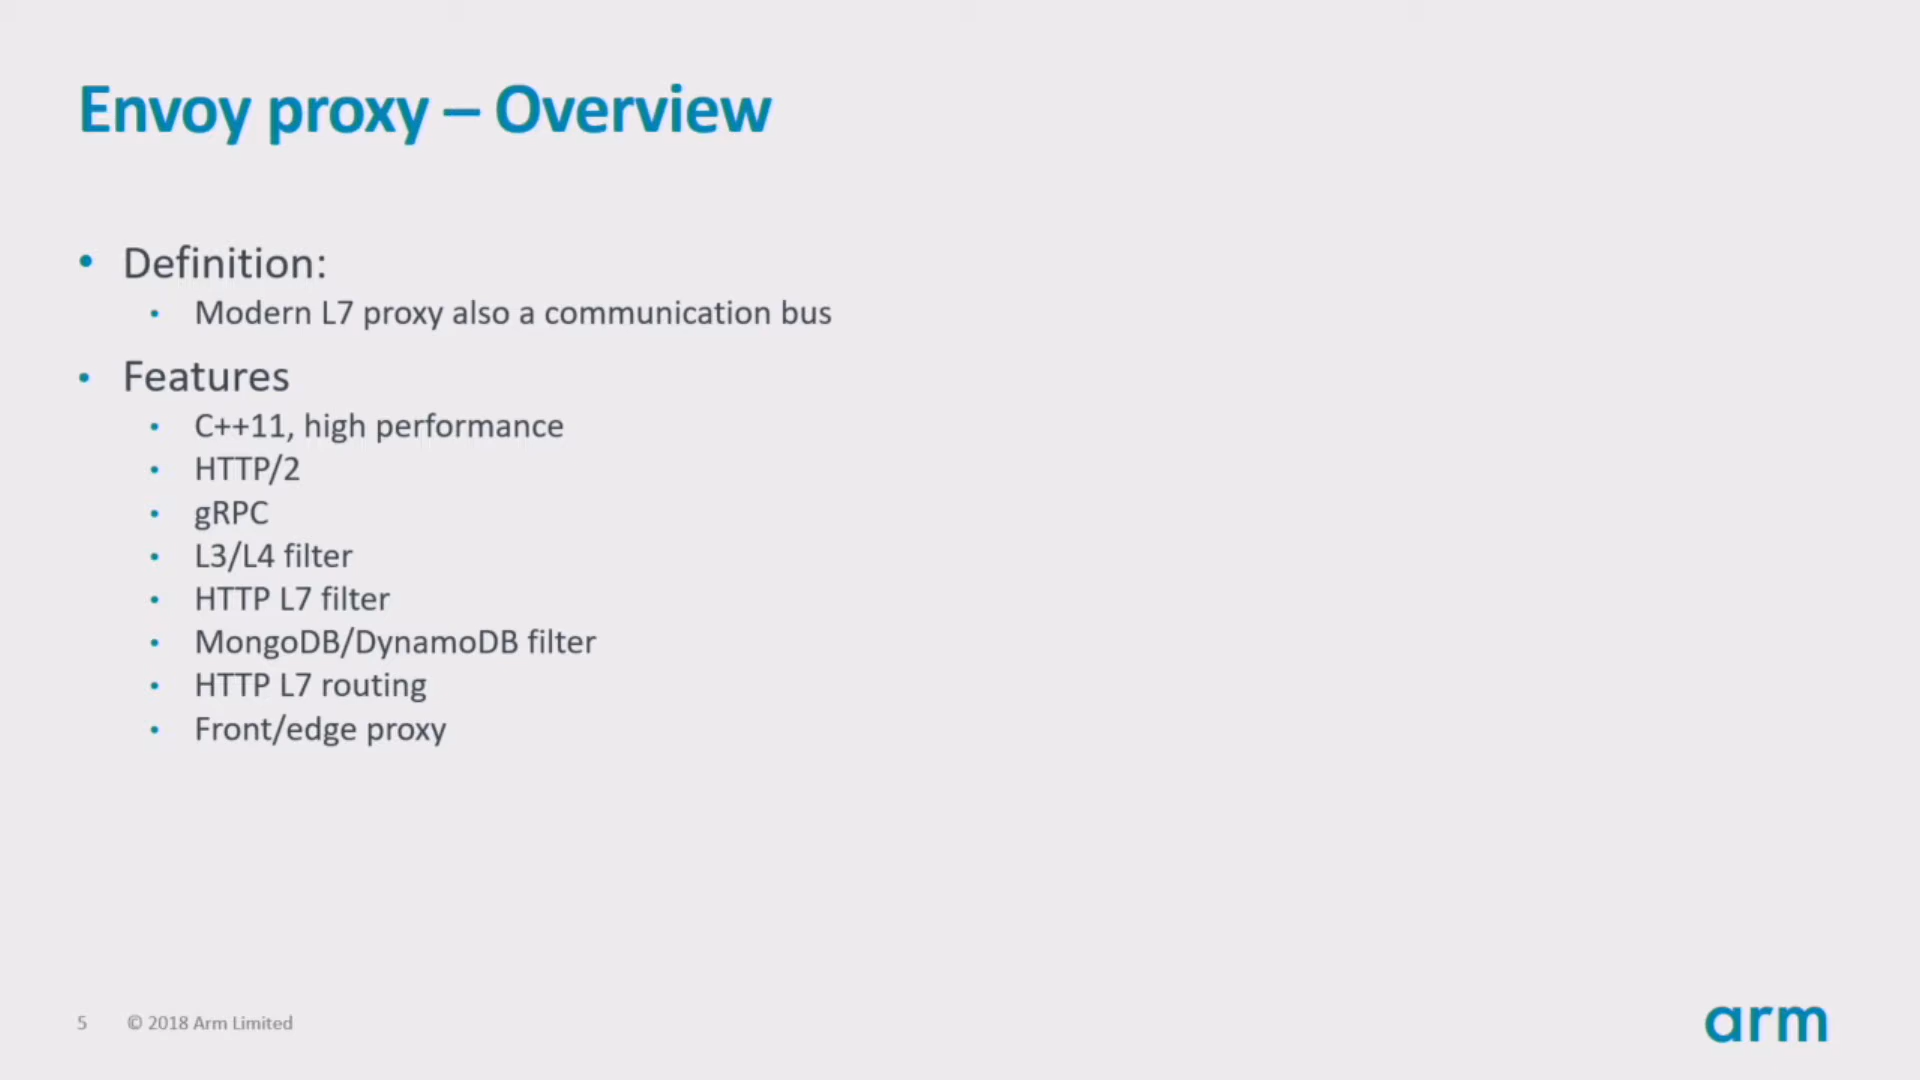 Envoy proxy – Overview
• Definition:
• Modern L7 proxy also a communication bus
• Features
• C++11, high performance
• HTTP/2
• gRPC
• L3/L4 filter
• HTTP L7 filter
• MongoDB/DynamoDB filter
• HTTP L7 routing
• Front/edge proxy
5 © 2018 Arm Limited
arm